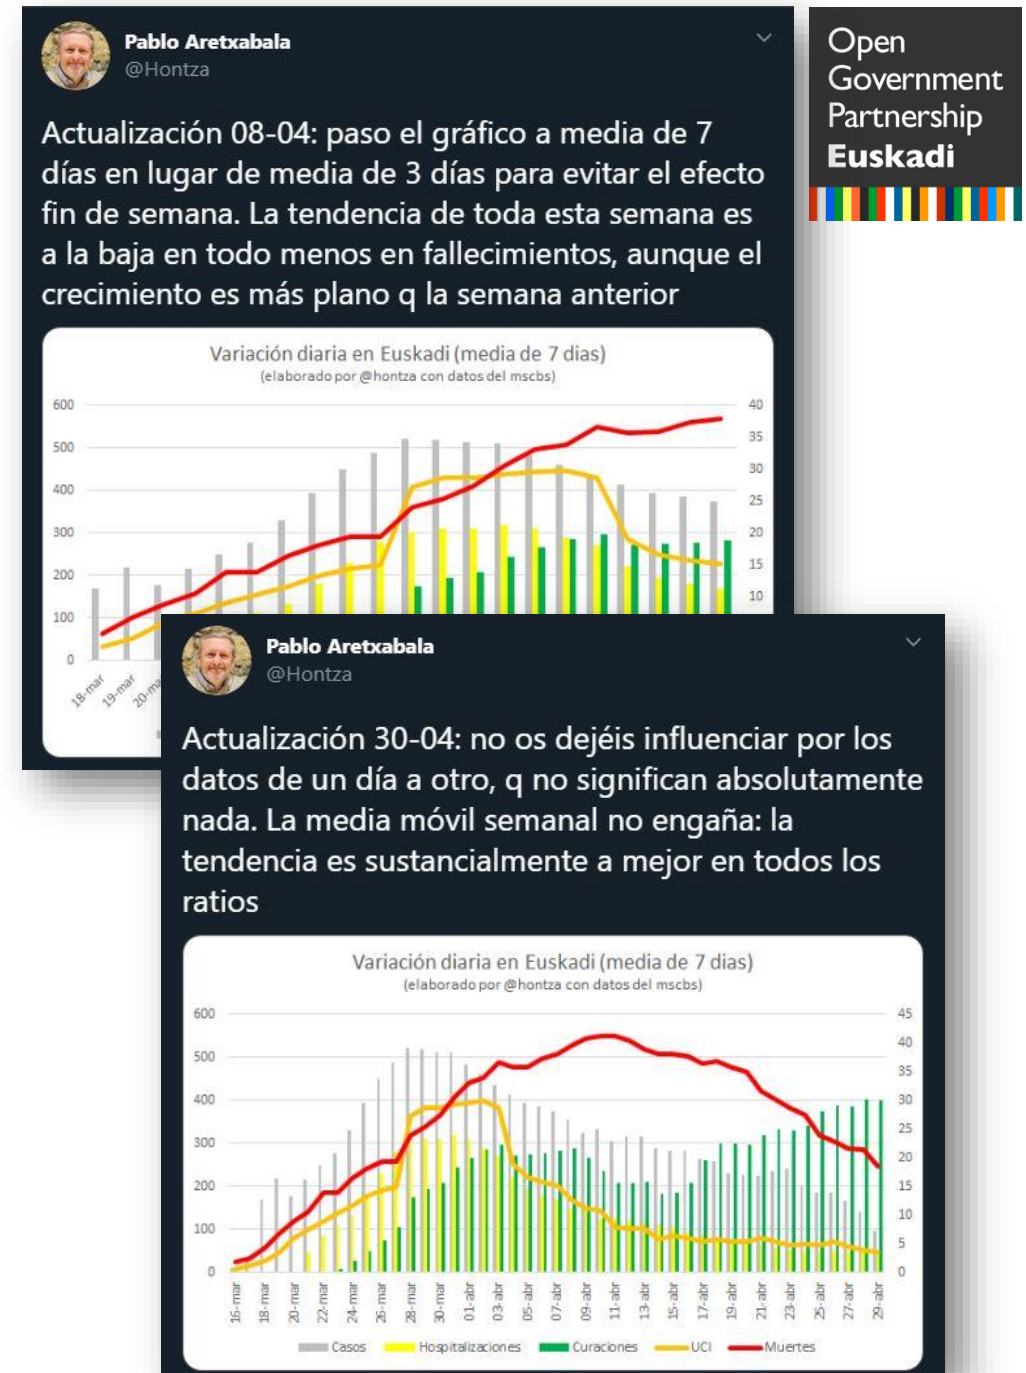 Pablo Aretxabala
@Hontza
Actualización 08-04: paso el gráfico a media de 7
días en lugar de media de 3 días para evitar el efecto
fin de semana. La tendencia de toda esta semana es
a la baja en todo menos en fallecimientos, aunque el
crecimiento es más plano q la semana anterior
Variación diaria en Euskadi (media de 7 dias)
(elaborado por @hontza con datos del mscbs)
600
500
400
300
200
100
0
40
35
30
25
20
15
10
18-mar
19-mar
Open
Government
Partnership
Euskadi
Pablo Aretxabala
@Hontza
Actualización 30-04: no os dejéis influenciar por los
datos de un día a otro, q no significan absolutamente
nada. La media móvil semanal no engaña: la
tendencia es sustancialmente a mejor en todos los
ratios
Variación diaria en Euskadi (media de 7 dias)
(elaborado por @hontza con datos del mscbs)
600
500
400
300
200
100
0
45
40
35
30
25
20
15
10
5
0
16-mar
18-mar
20-mar
22-mar
24-mar
26-mar
28-mar
30-mar
01-abr
03-abr
05-abr
07-abr
09-abr
11-abr
13-abr
15-abr
17-abr
19-abr
21-abr
23-abr
25-abr
27-abr
29-abr
Casos Hospitalizaciones Curaciones UCI Muertes